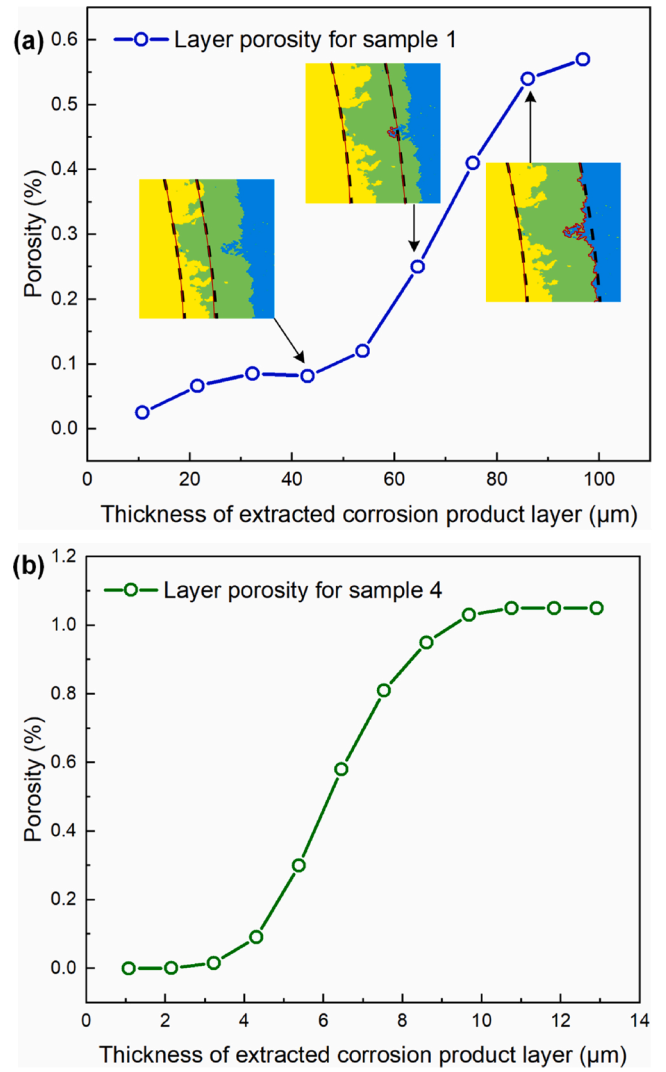 (a)
Layer porosity for sample 1
0.6
0.5
0.4
0.3
0.2
0.1
0.0
Porosity (%)
0 20 40 60 80 100
Thickness of extracted corrosion product layer (μm)
(b)
Layer porosity for sample 4
1.2
1.0
0.8
0.6
0.4
0.2
0.0
Porosity (%)
0 2 4 6 8 10 12 14
Thickness of extracted corrosion product layer (μm)